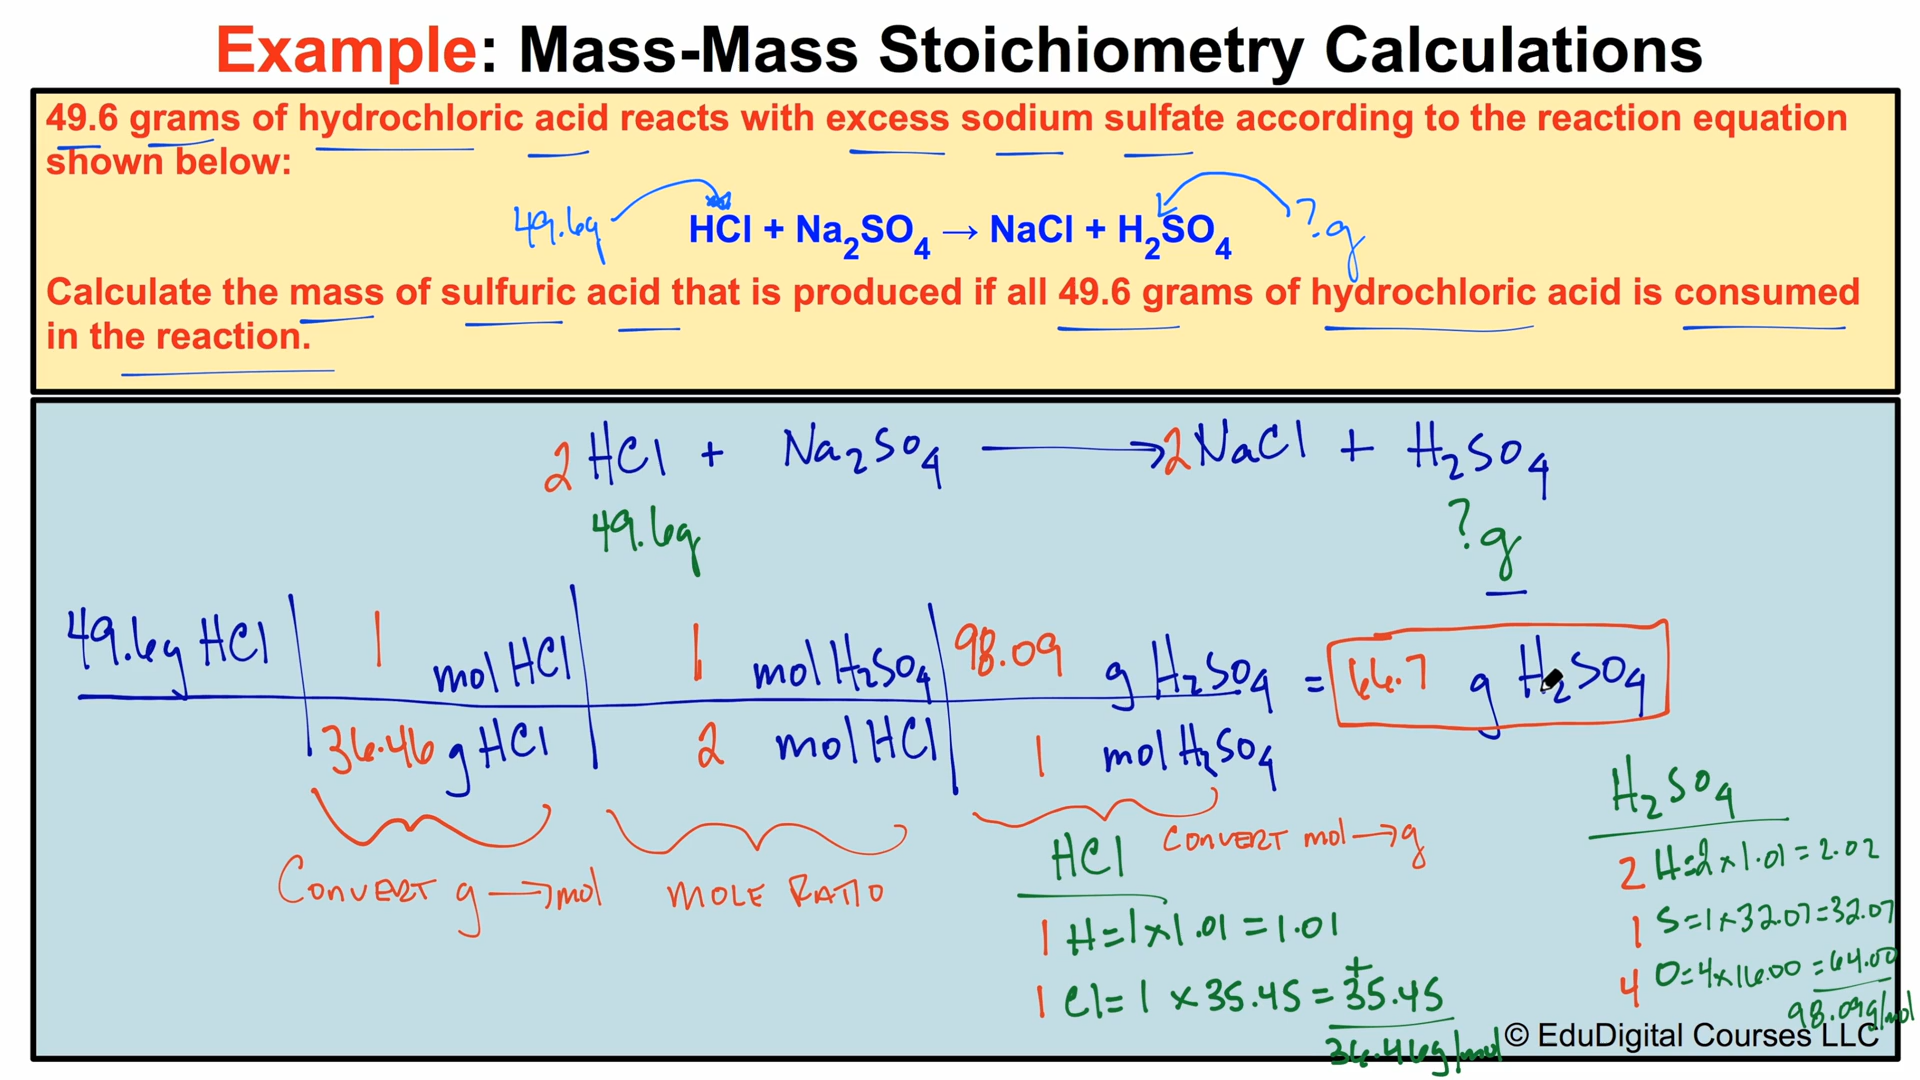 Example: Mass-Mass Stoichiometry Calculations
49.6 grams of hydrochloric acid reacts with excess sodium sulfate according to the reaction equation
shown below:
49.6g HCl + Na₂SO₄ → NaCl + H₂SO₄ ?g
Calculate the mass of sulfuric acid that is produced if all 49.6 grams of hydrochloric acid is consumed
in the reaction.
2 HCl + Na₂SO₄ → 2 NaCl + H₂SO₄
49.6g ?g
49.6g HCl | 1 mol HCl | 1 mol H₂SO₄ | 98.09 g H₂SO₄ = 66.7 g H₂SO₄
36.46 g HCl | 2 mol HCl | 1 mol H₂SO₄
CONVERT g → mol
MOLE RATIO
CONVERT mol → g
HCl
1 H = 1 x 1.01 = 1.01
+
1 Cl = 1 x 35.45 = 35.45
36.46g/mol
H₂SO₄
2 H = 2 x 1.01 = 2.02
1 S = 1 x 32.07 = 32.07
4 O = 4 x 16.00 = 64.00
98.09g/mol
© EduDigital Courses LLC